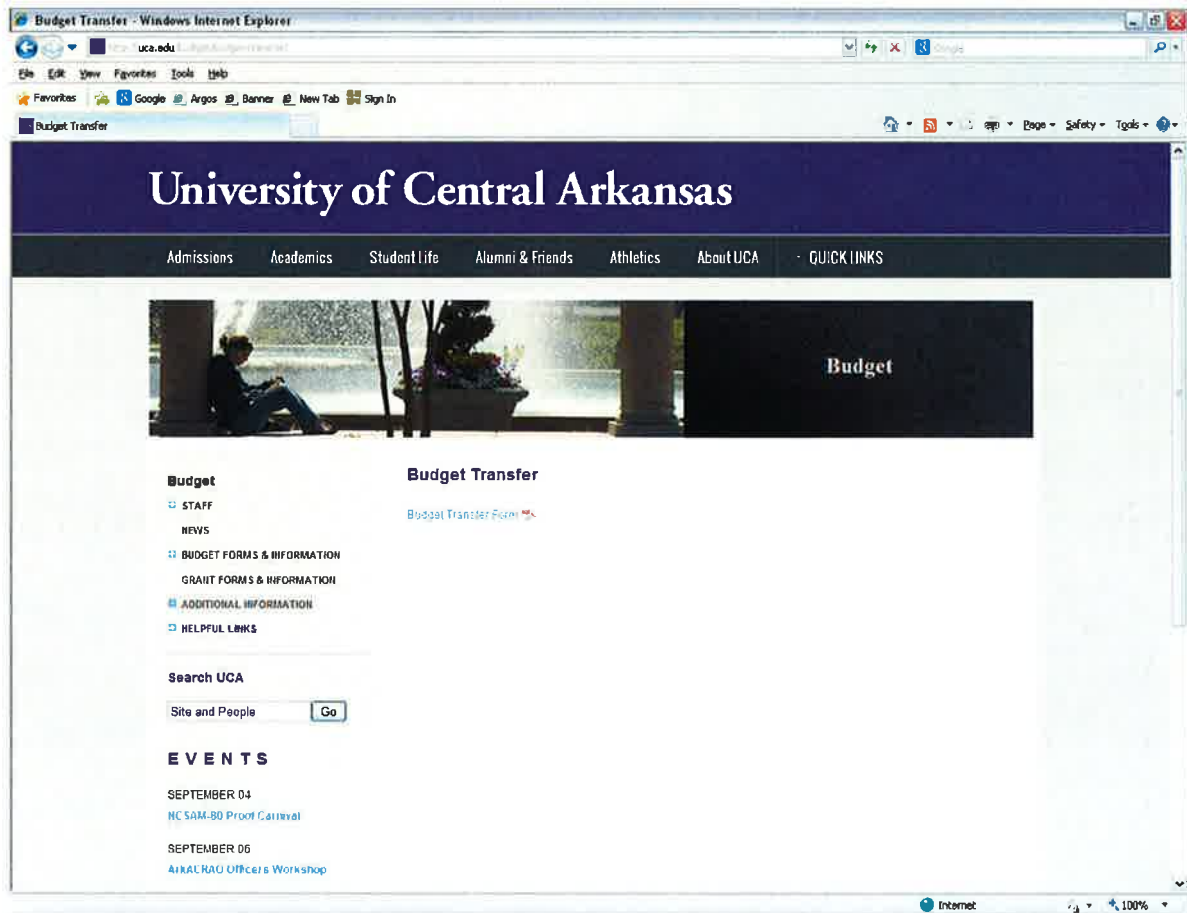 Budget Transfer - Windows Internet Explorer
uca.edu
File Edit View Favorites Tools Help
Favorites Google Argos Banner New Tab Sign In
Budget Transfer
Page Safety Tools
University of Central Arkansas
Admissions Academics Student Life Alumni & Friends Athletics About UCA QUICK LINKS
Budget
Budget
STAFF
NEWS
BUDGET FORMS & INFORMATION
GRANT FORMS & INFORMATION
ADDITIONAL INFORMATION
HELPFUL LINKS
Budget Transfer
Budget Transfer Form
Search UCA
Site and People Go
EVENTS
SEPTEMBER 04
NCSAM-80 Proof Carnival
SEPTEMBER 06
ArkACRAO Officers Workshop
Internet 100%